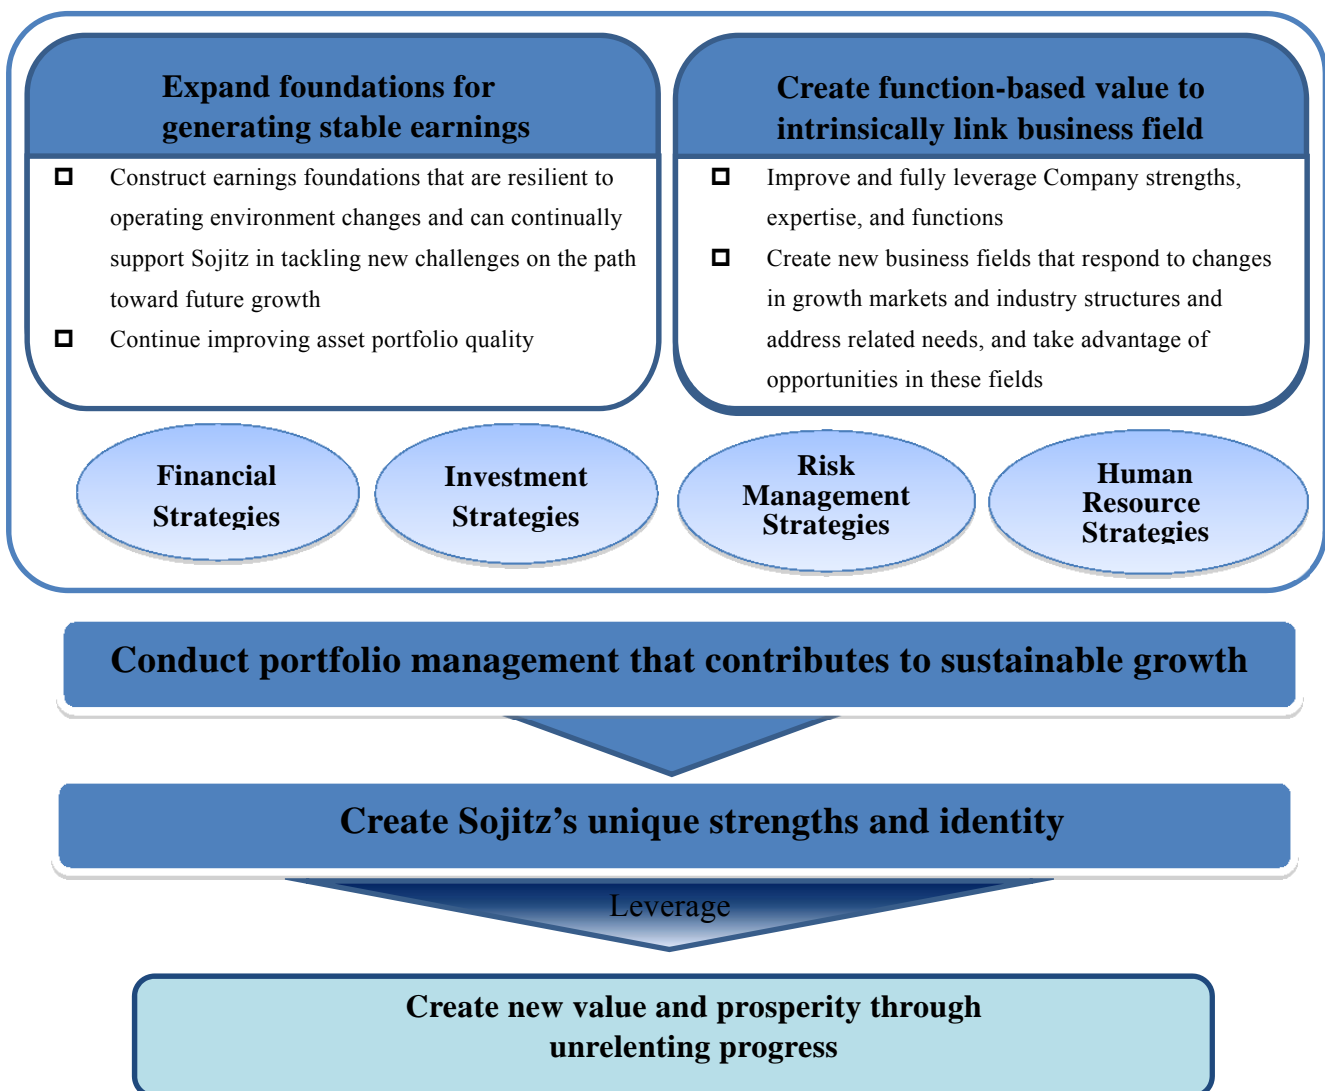 Expand foundations for
generating stable earnings
Construct earnings foundations that are resilient to
operating environment changes and can continually
support Sojitz in tackling new challenges on the path
toward future growth
Continue improving asset portfolio quality
Create function-based value to
intrinsically link business field
Improve and fully leverage Company strengths,
expertise, and functions
Create new business fields that respond to changes
in growth markets and industry structures and
address related needs, and take advantage of
opportunities in these fields
Financial
Strategies
Investment
Strategies
Risk
Management
Strategies
Human
Resource
Strategies
Conduct portfolio management that contributes to sustainable growth
Create Sojitz’s unique strengths and identity
Leverage
Create new value and prosperity through
unrelenting progress